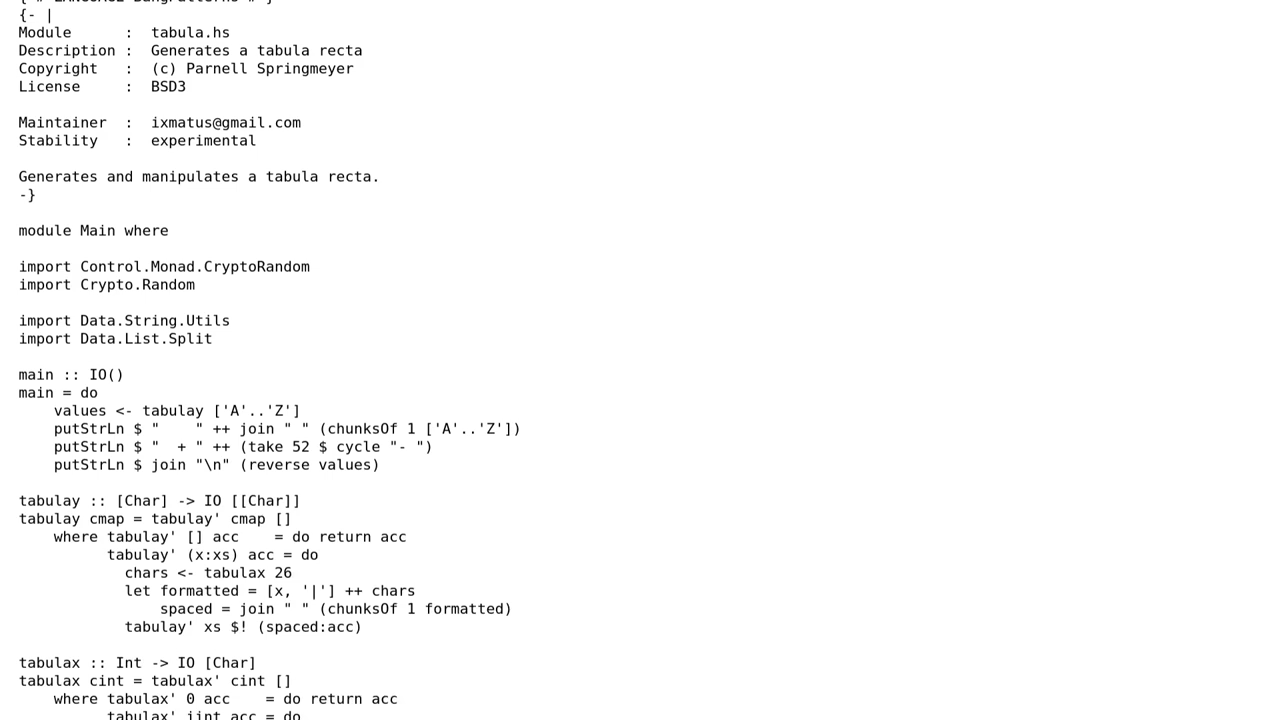 {- |
Module      :  tabula.hs
Description :  Generates a tabula recta
Copyright   :  (c) Parnell Springmeyer
License     :  BSD3

Maintainer  :  ixmatus@gmail.com
Stability   :  experimental

Generates and manipulates a tabula recta.
-}

module Main where

import Control.Monad.CryptoRandom
import Crypto.Random

import Data.String.Utils
import Data.List.Split

main :: IO()
main = do
    values <- tabulay ['A'..'Z']
    putStrLn $ "    " ++ join " " (chunksOf 1 ['A'..'Z'])
    putStrLn $ "  + " ++ (take 52 $ cycle "- ")
    putStrLn $ join "\n" (reverse values)

tabulay :: [Char] -> IO [[Char]]
tabulay cmap = tabulay' cmap []
    where tabulay' [] acc    = do return acc
          tabulay' (x:xs) acc = do
            chars <- tabulax 26
            let formatted = [x, '|'] ++ chars
                spaced = join " " (chunksOf 1 formatted)
            tabulay' xs $! (spaced:acc)

tabulax :: Int -> IO [Char]
tabulax cint = tabulax' cint []
    where tabulax' 0 acc    = do return acc
          tabulax' iint acc = do